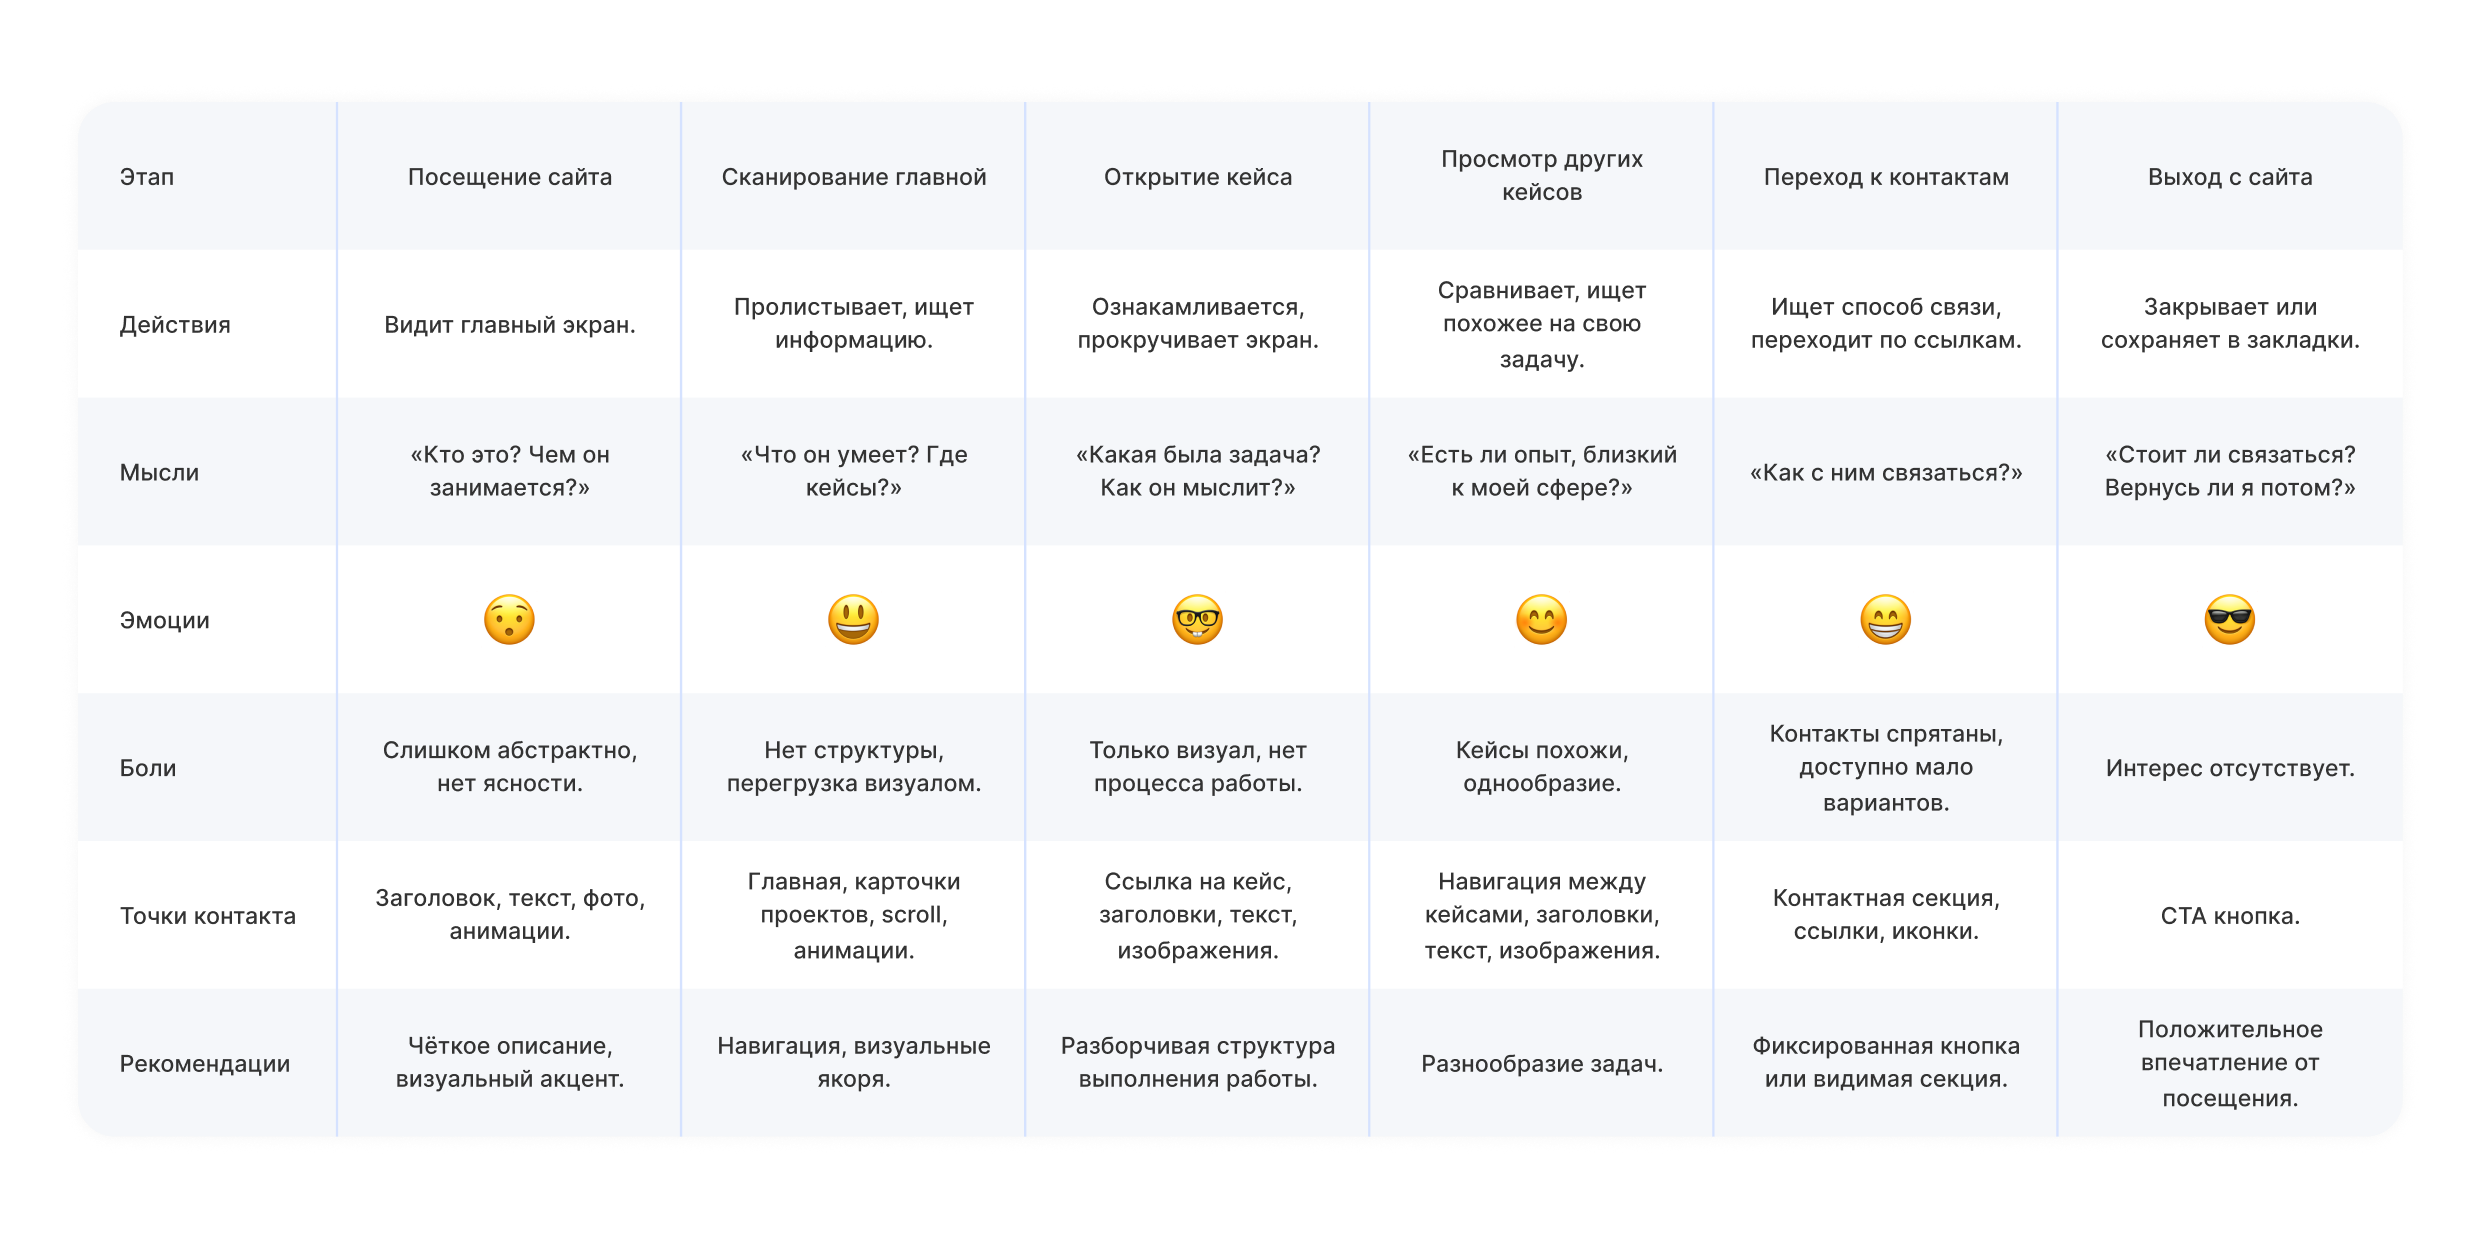 Этап
Посещение сайта
Сканирование главной
Открытие кейса
Просмотр других
кейсов
Переход к контактам
Выход с сайта
Действия
Видит главный экран.
Пролистывает, ищет
информацию.
Ознакамливается,
прокручивает экран.
Сравнивает, ищет
похожее на свою
задачу.
Ищет способ связи,
переходит по ссылкам.
Закрывает или
сохраняет в закладки.
Мысли
«Кто это? Чем он
занимается?»
«Что он умеет? Где
кейсы?»
«Какая была задача?
Как он мыслит?»
«Есть ли опыт, близкий
к моей сфере?»
«Как с ним связаться?»
«Стоит ли связаться?
Вернусь ли я потом?»
Эмоции
Боли
Слишком абстрактно,
нет ясности.
Нет структуры,
перегрузка визуалом.
Только визуал, нет
процесса работы.
Кейсы похожи,
однообразие.
Контакты спрятаны,
доступно мало
вариантов.
Интерес отсутствует.
Точки контакта
Заголовок, текст, фото,
анимации.
Главная, карточки
проектов, scroll,
анимации.
Ссылка на кейс,
заголовки, текст,
изображения.
Навигация между
кейсами, заголовки,
текст, изображения.
Контактная секция,
ссылки, иконки.
CTA кнопка.
Рекомендации
Чёткое описание,
визуальный акцент.
Навигация, визуальные
якоря.
Разборчивая структура
выполнения работы.
Разнообразие задач.
Фиксированная кнопка
или видимая секция.
Положительное
впечатление от
посещения.